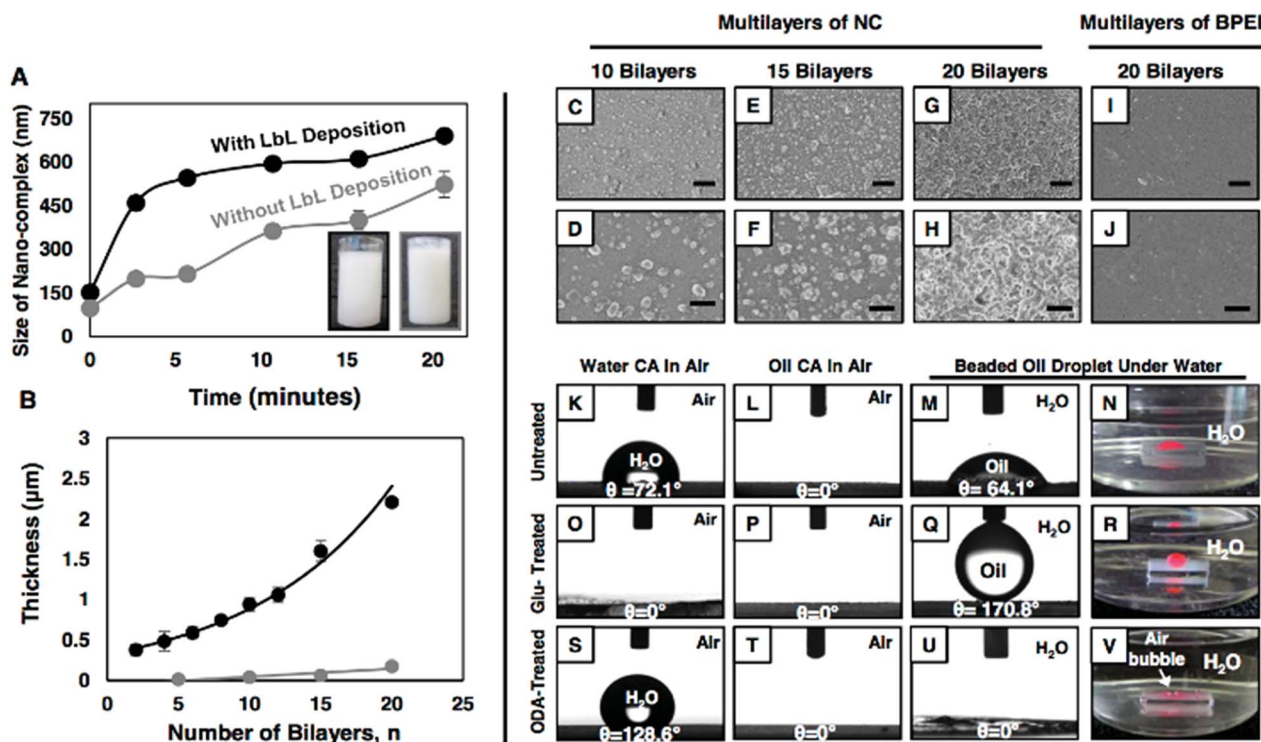 Multilayers of NC
Multilayers of BPEI
10 Bilayers
15 Bilayers
20 Bilayers
20 Bilayers
A
Size of Nano-complex (nm)
750
600
450
300
150
0
With LbL Deposition
Without LbL Deposition
0
5
10
15
20
Time (minutes)
C
E
G
I
D
F
H
J
B
Thickness (µm)
3
2.5
2
1.5
1
0.5
0
0
5
10
15
20
25
Number of Bilayers, n
Water CA In Air
Oil CA In Air
Beaded Oil Droplet Under Water
Untreated
K
Air
H2O
θ =72.1°
L
Air
θ=0°
M
H2O
Oil
θ= 64.1°
N
H2O
Glu- Treated
O
Air
θ=0°
P
Air
θ=0°
Q
H2O
Oil
θ= 170.8°
R
H2O
ODA-Treated
S
Air
H2O
θ=128.6°
T
Air
θ=0°
U
H2O
θ=0°
V
Air
bubble
H2O